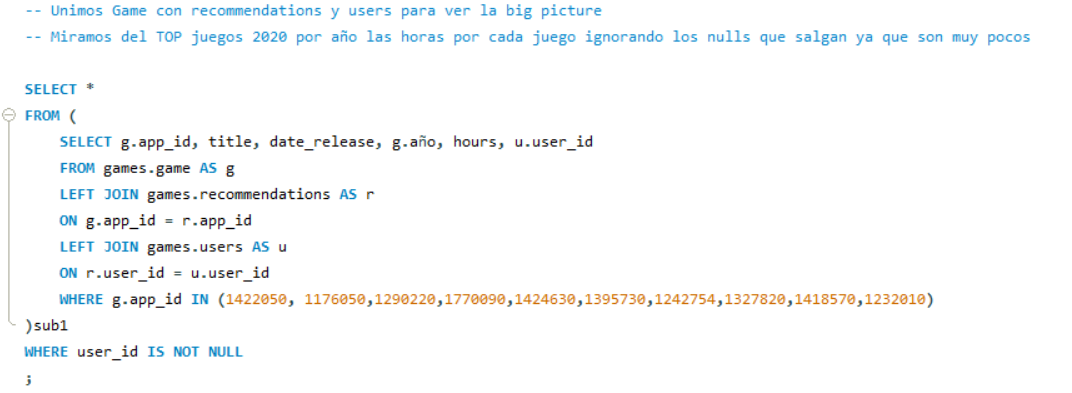 -- Unimos Game con recommendations y users para ver la big picture
-- Miramos del TOP juegos 2020 por año las horas por cada juego ignorando los nulls que salgan ya que son muy pocos
SELECT *
FROM (
SELECT g.app_id, title, date_release, g.año, hours, u.user_id
FROM games.game AS g
LEFT JOIN games.recommendations AS r
ON g.app_id = r.app_id
LEFT JOIN games.users AS u
ON r.user_id = u.user_id
WHERE g.app_id IN (1422050, 1176050,1290220,1770090,1424630,1395730,1242754,1327820,1418570,1232010)
)sub1
WHERE user_id IS NOT NULL
;